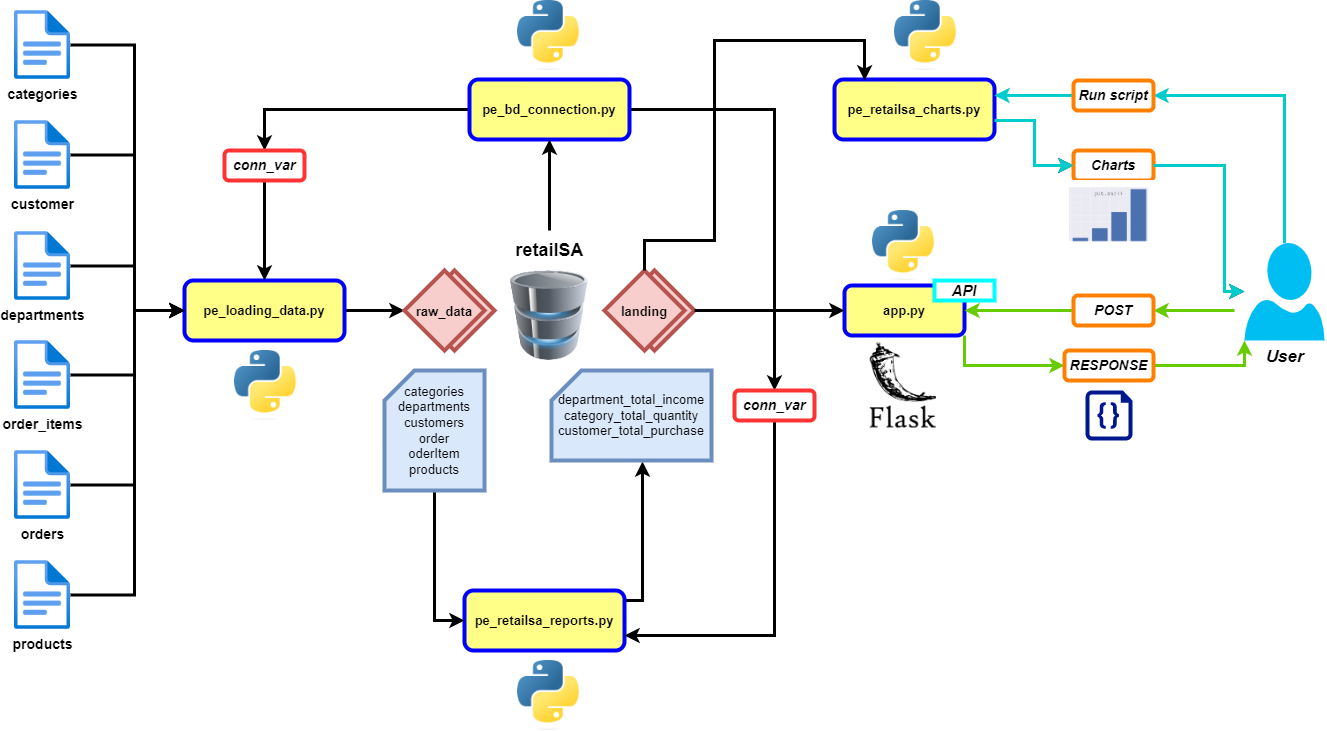 categories
customer
departments
order_items
orders
products
pe_bd_connection.py
conn_var
pe_loading_data.py
raw_data
retailSA
landing
categories
departments
customers
order
oderItem
products
department_total_income
category_total_quantity
customer_total_purchase
conn_var
pe_retailsa_reports.py
pe_retailsa_charts.py
Run script
Charts
plt.bar()
API
app.py
Flask
POST
RESPONSE
{ }
User